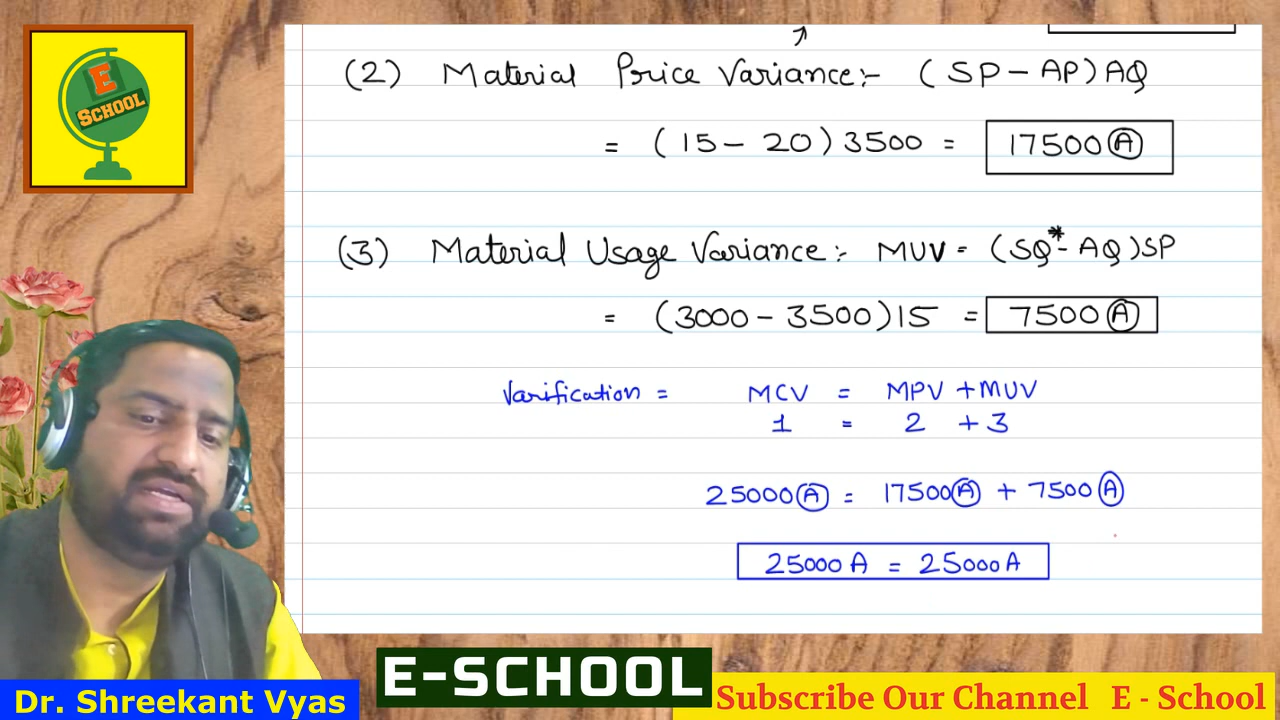 E
SCHOOL
(2) Material Price Variance:- (SP - AP) AQ
= (15 - 20) 3500 = 17500 Ⓐ
(3) Material Usage Variance:- MUV = (SQ* - AQ) SP
= (3000 - 3500) 15 = 7500 Ⓐ
Varification = MCV = MPV + MUV
1 = 2 + 3
25000 Ⓐ = 17500 Ⓐ + 7500 Ⓐ
25000 A = 25000 A
E-SCHOOL
Dr. Shreekant Vyas
Subscribe Our Channel E - School